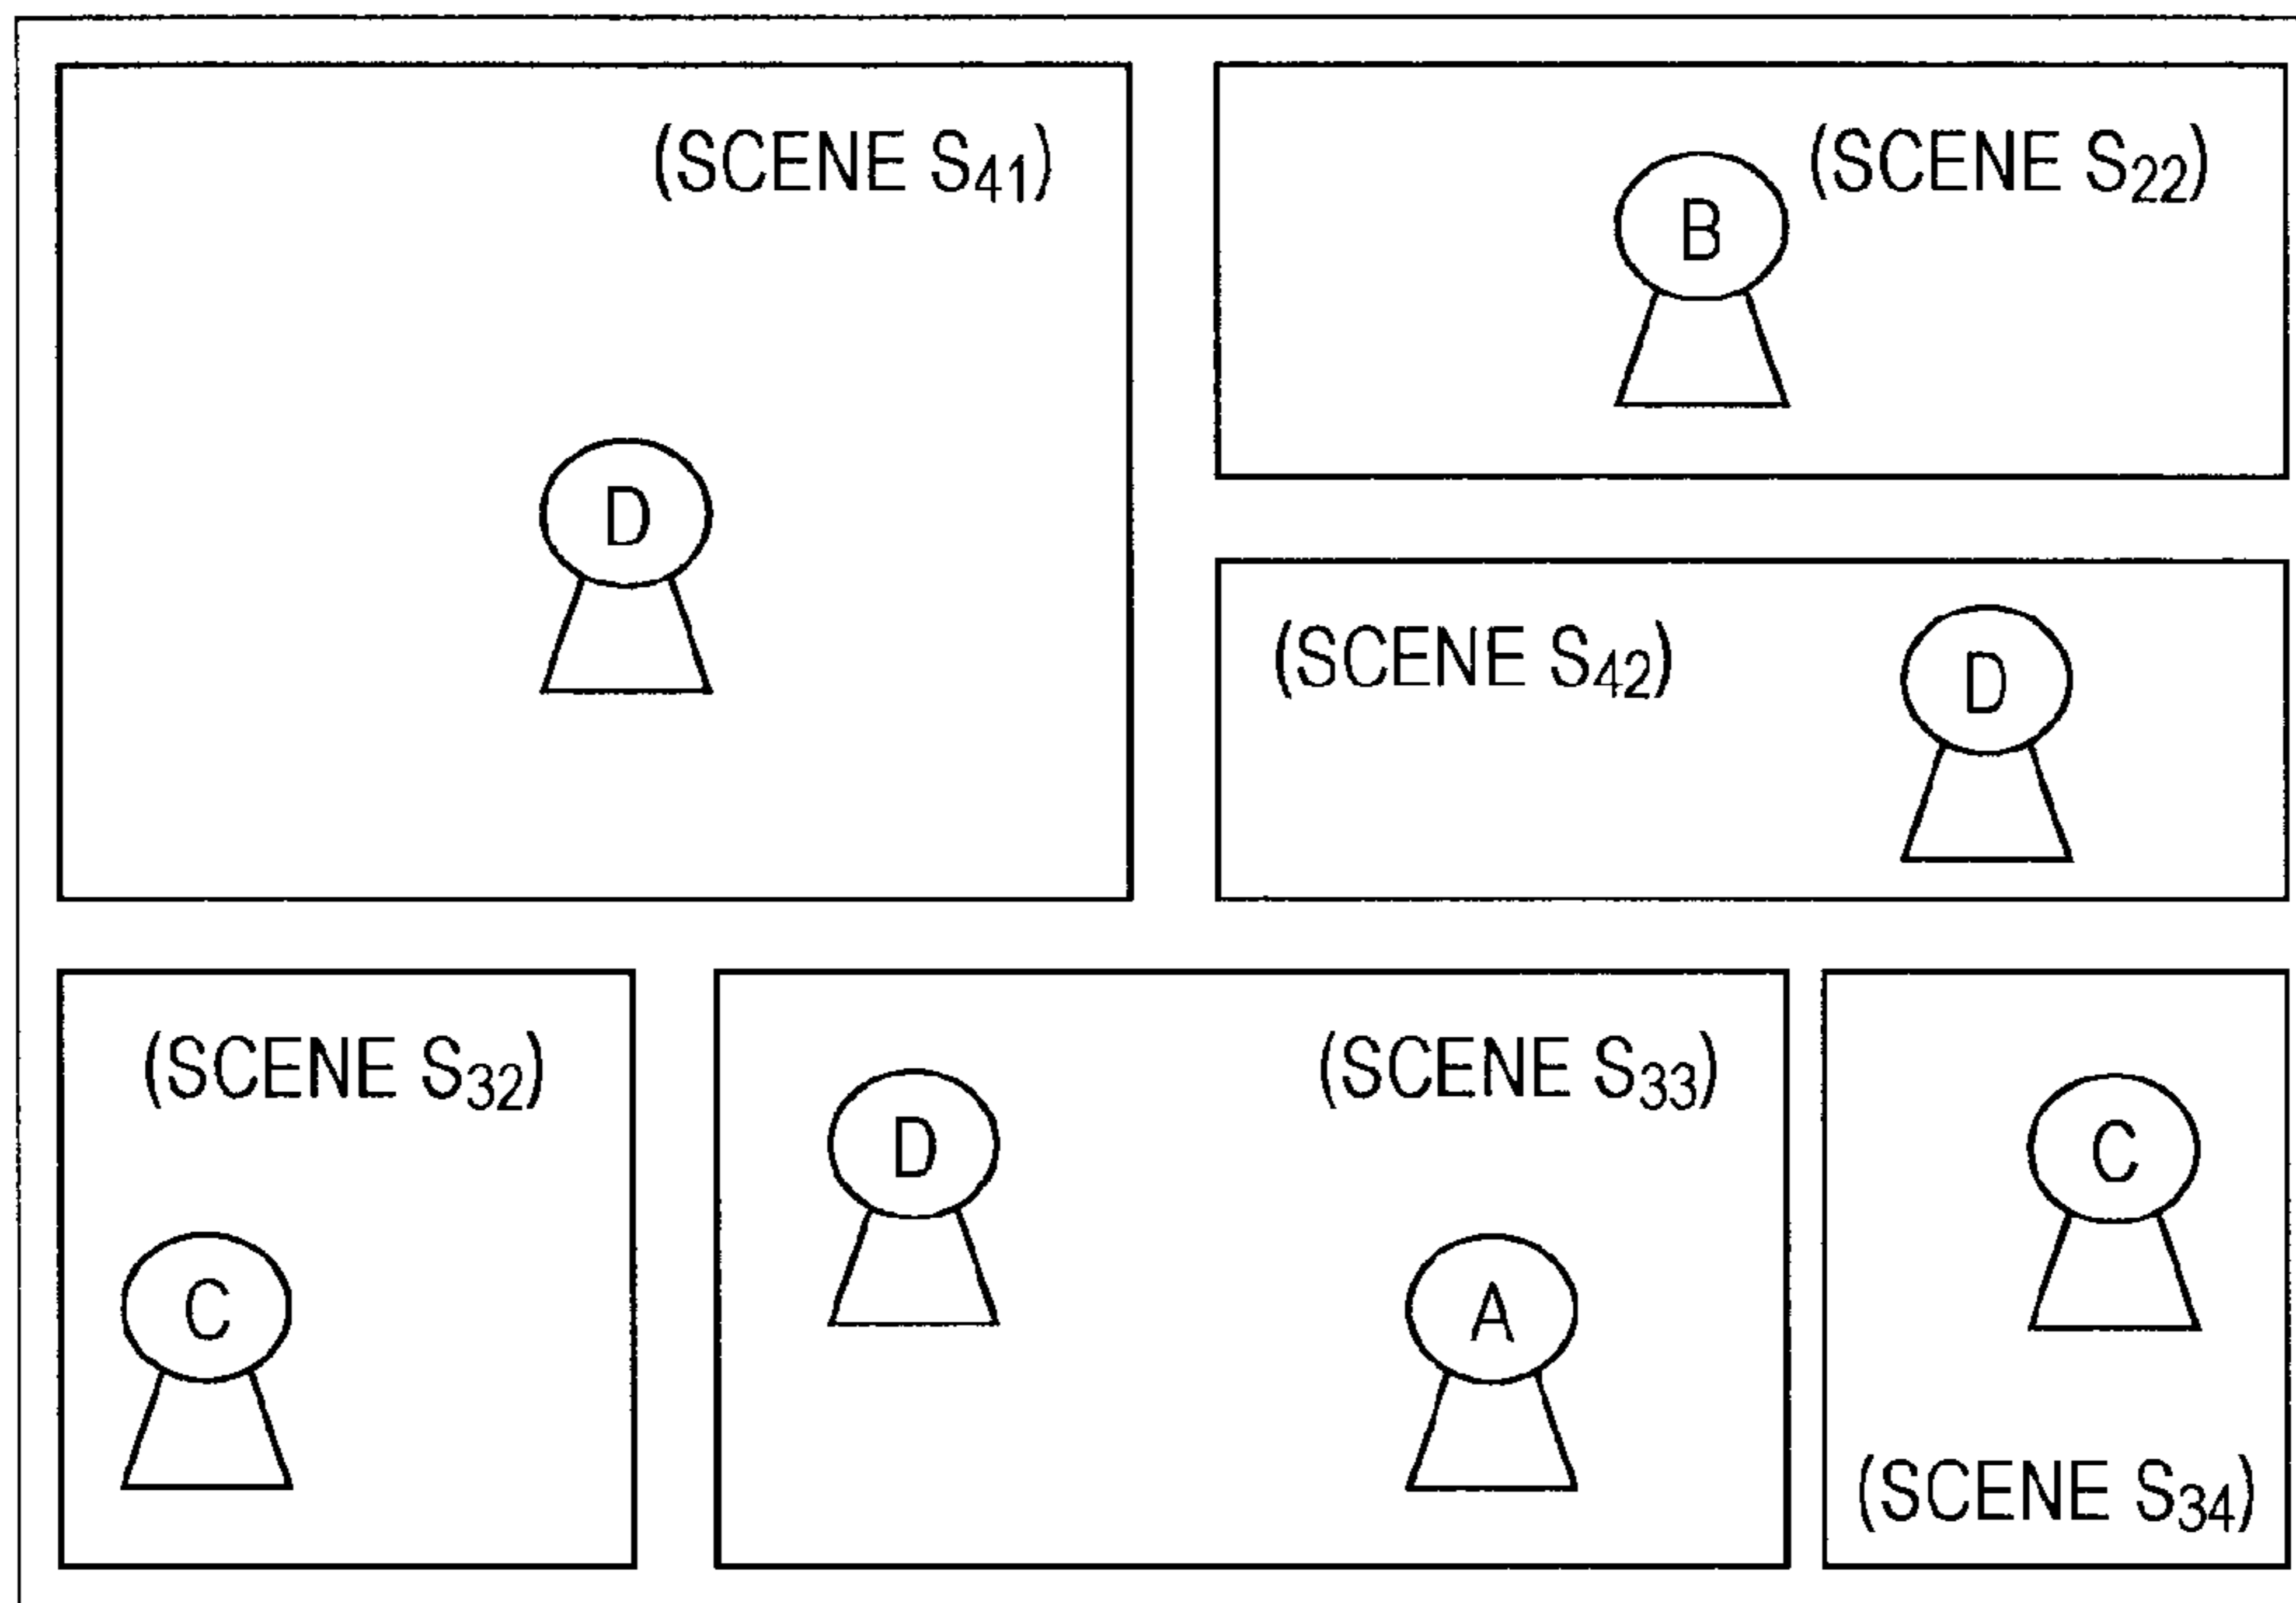 (SCENE S₄₁)
D
(SCENE S₂₂)
B
(SCENE S₄₂)
D
(SCENE S₃₂)
C
(SCENE S₃₃)
D
A
C
(SCENE S₃₄)